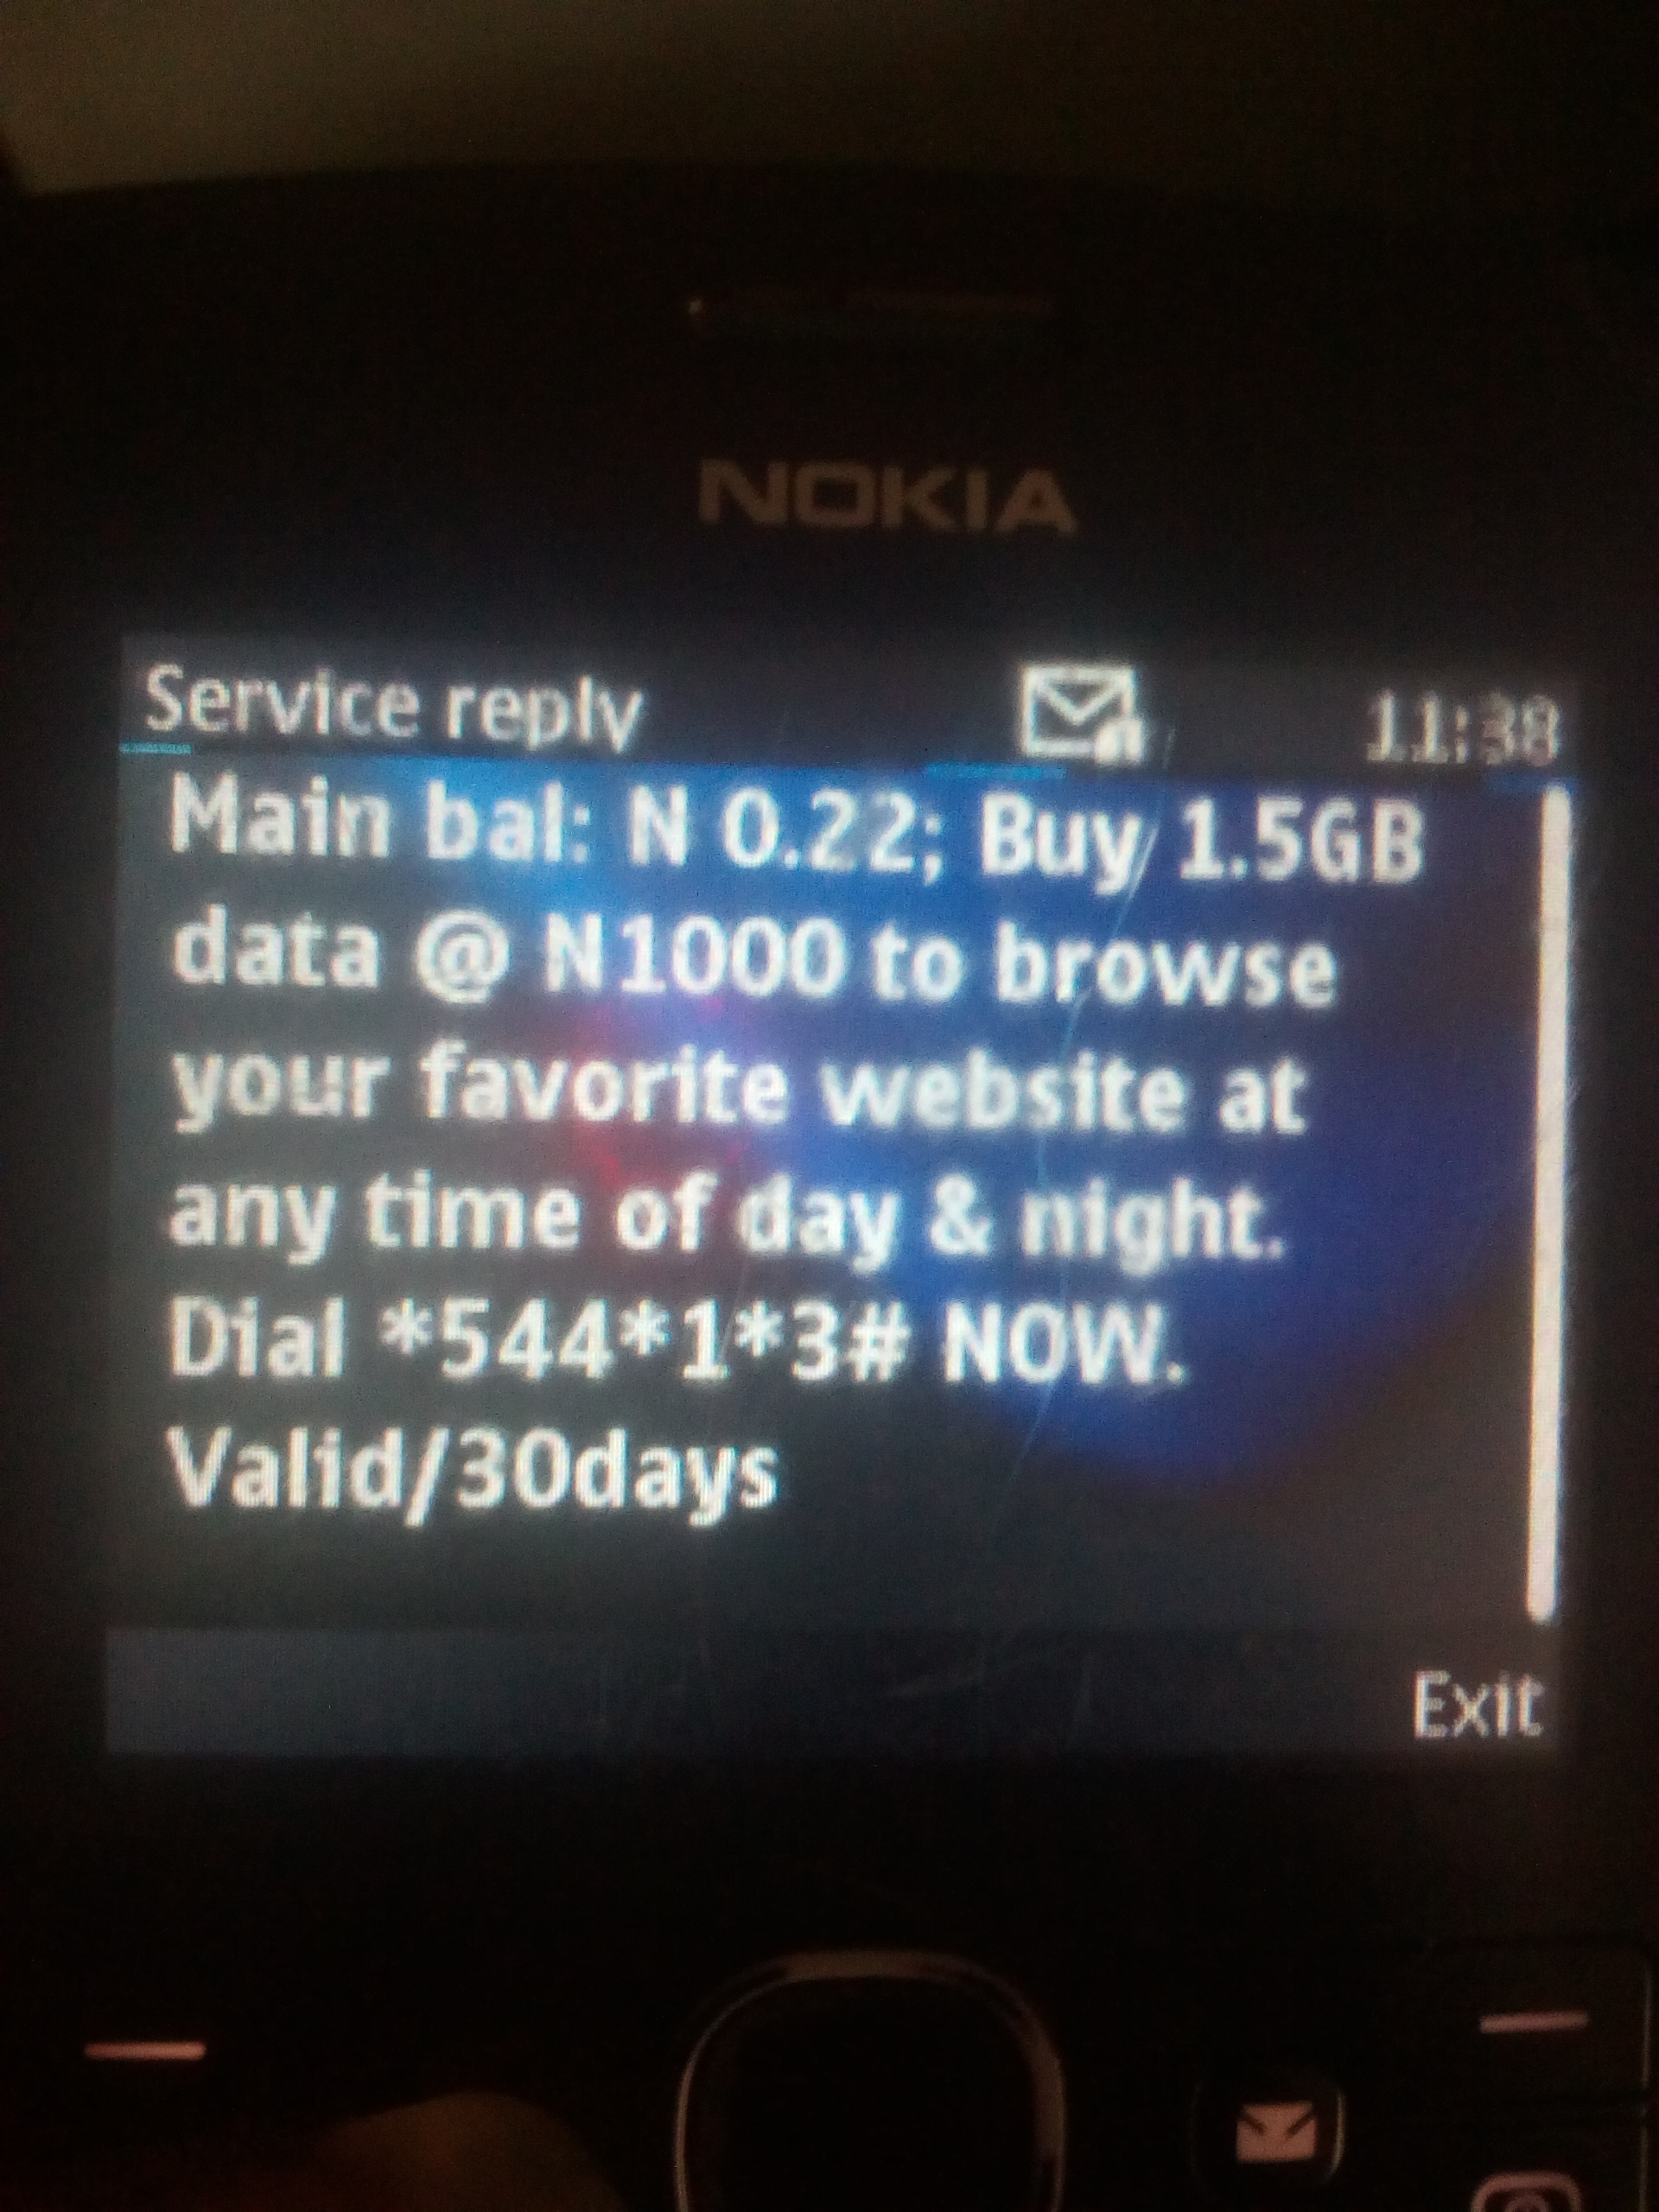 NOKIA
Service reply 11:38
Main bal: N 0.22; Buy 1.5GB
data @ N1000 to browse
your favorite website at
any time of day & night.
Dial *544*1*3# NOW.
Valid/30days
Exit